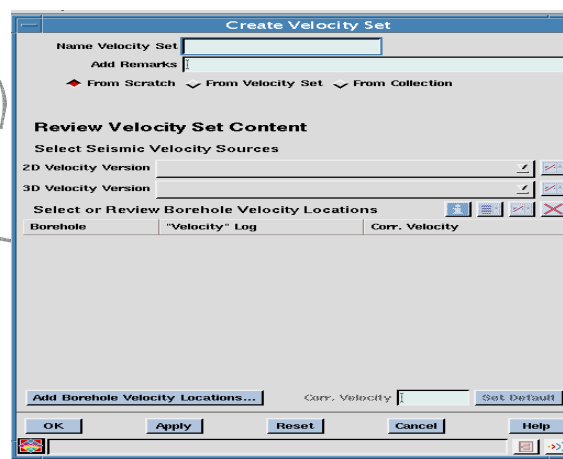 Create Velocity Set
Name Velocity Set
Add Remarks
From Scratch From Velocity Set From Collection
Review Velocity Set Content
Select Seismic Velocity Sources
2D Velocity Version
3D Velocity Version
Select or Review Borehole Velocity Locations
Borehole "Velocity" Log Corr. Velocity
Add Borehole Velocity Locations... Corr. Velocity Set Default
OK Apply Reset Cancel Help